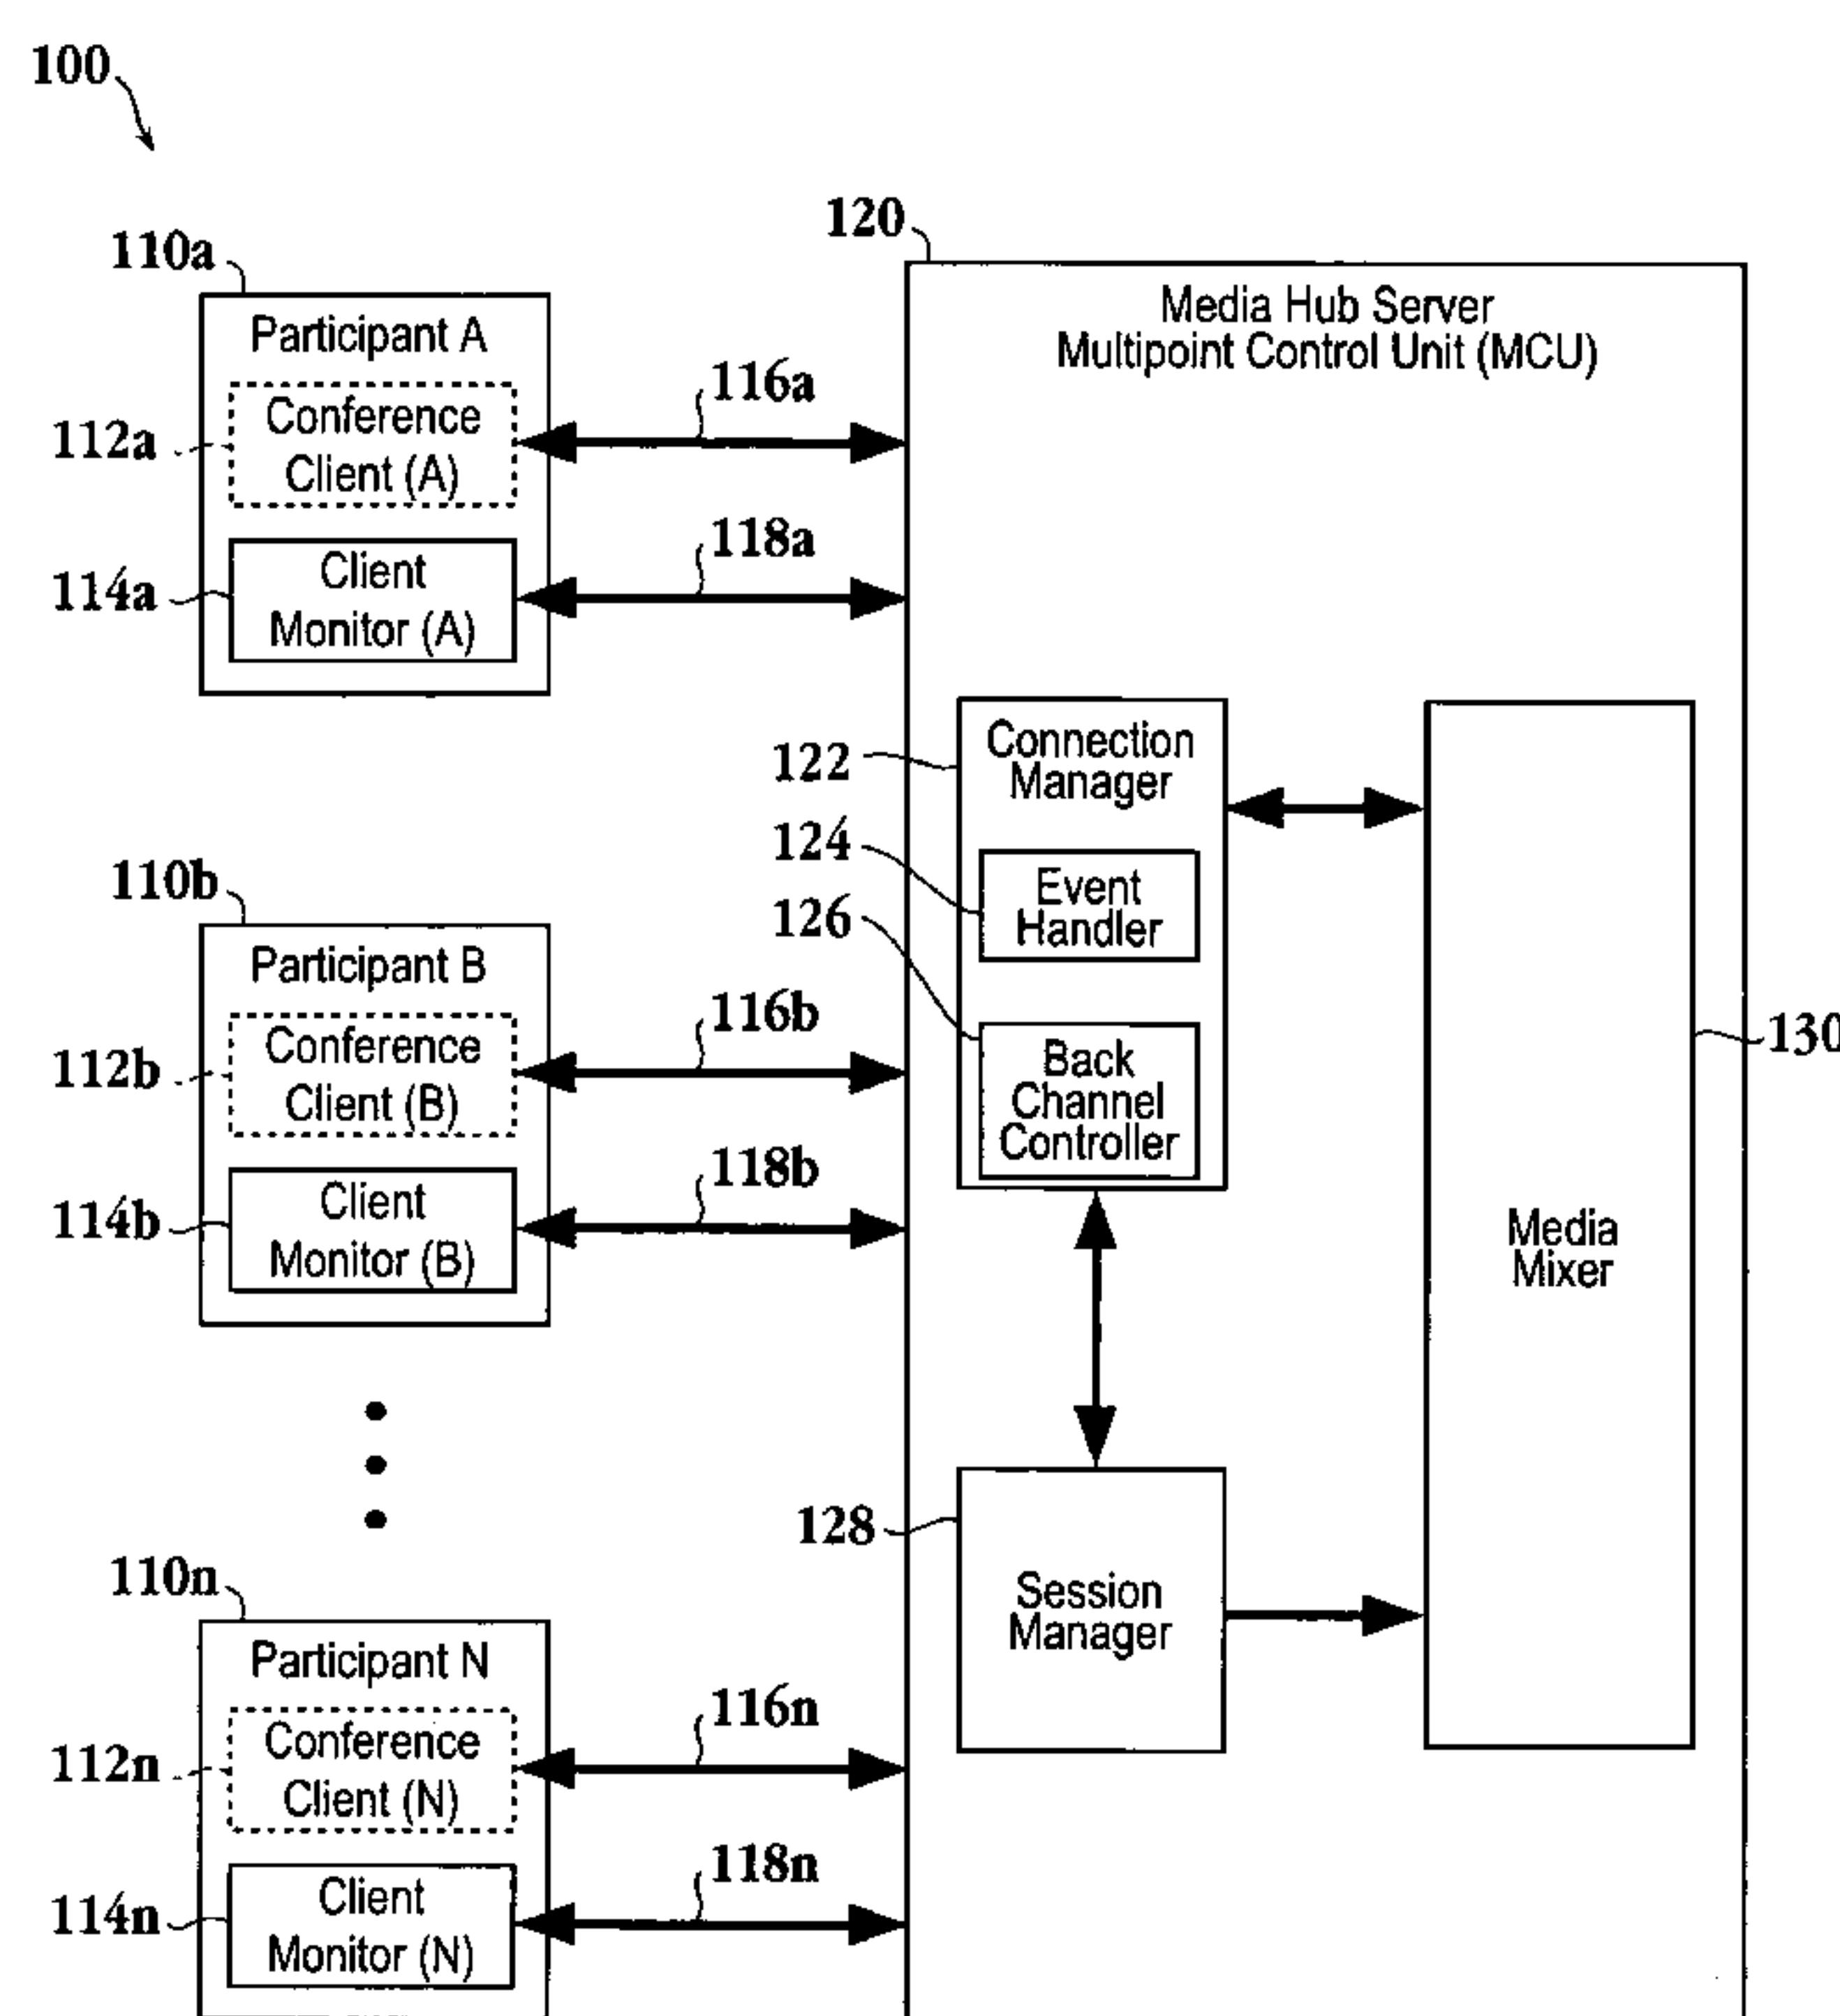 100
110a
Participant A
112a
Conference
Client (A)
116a
114a
Client
Monitor (A)
118a
110b
Participant B
112b
Conference
Client (B)
116b
114b
Client
Monitor (B)
118b
110n
Participant N
112n
Conference
Client (N)
116n
114n
Client
Monitor (N)
118n
120
Media Hub Server
Multipoint Control Unit (MCU)
122
Connection
Manager
124
Event
Handler
126
Back
Channel
Controller
128
Session
Manager
Media
Mixer
130